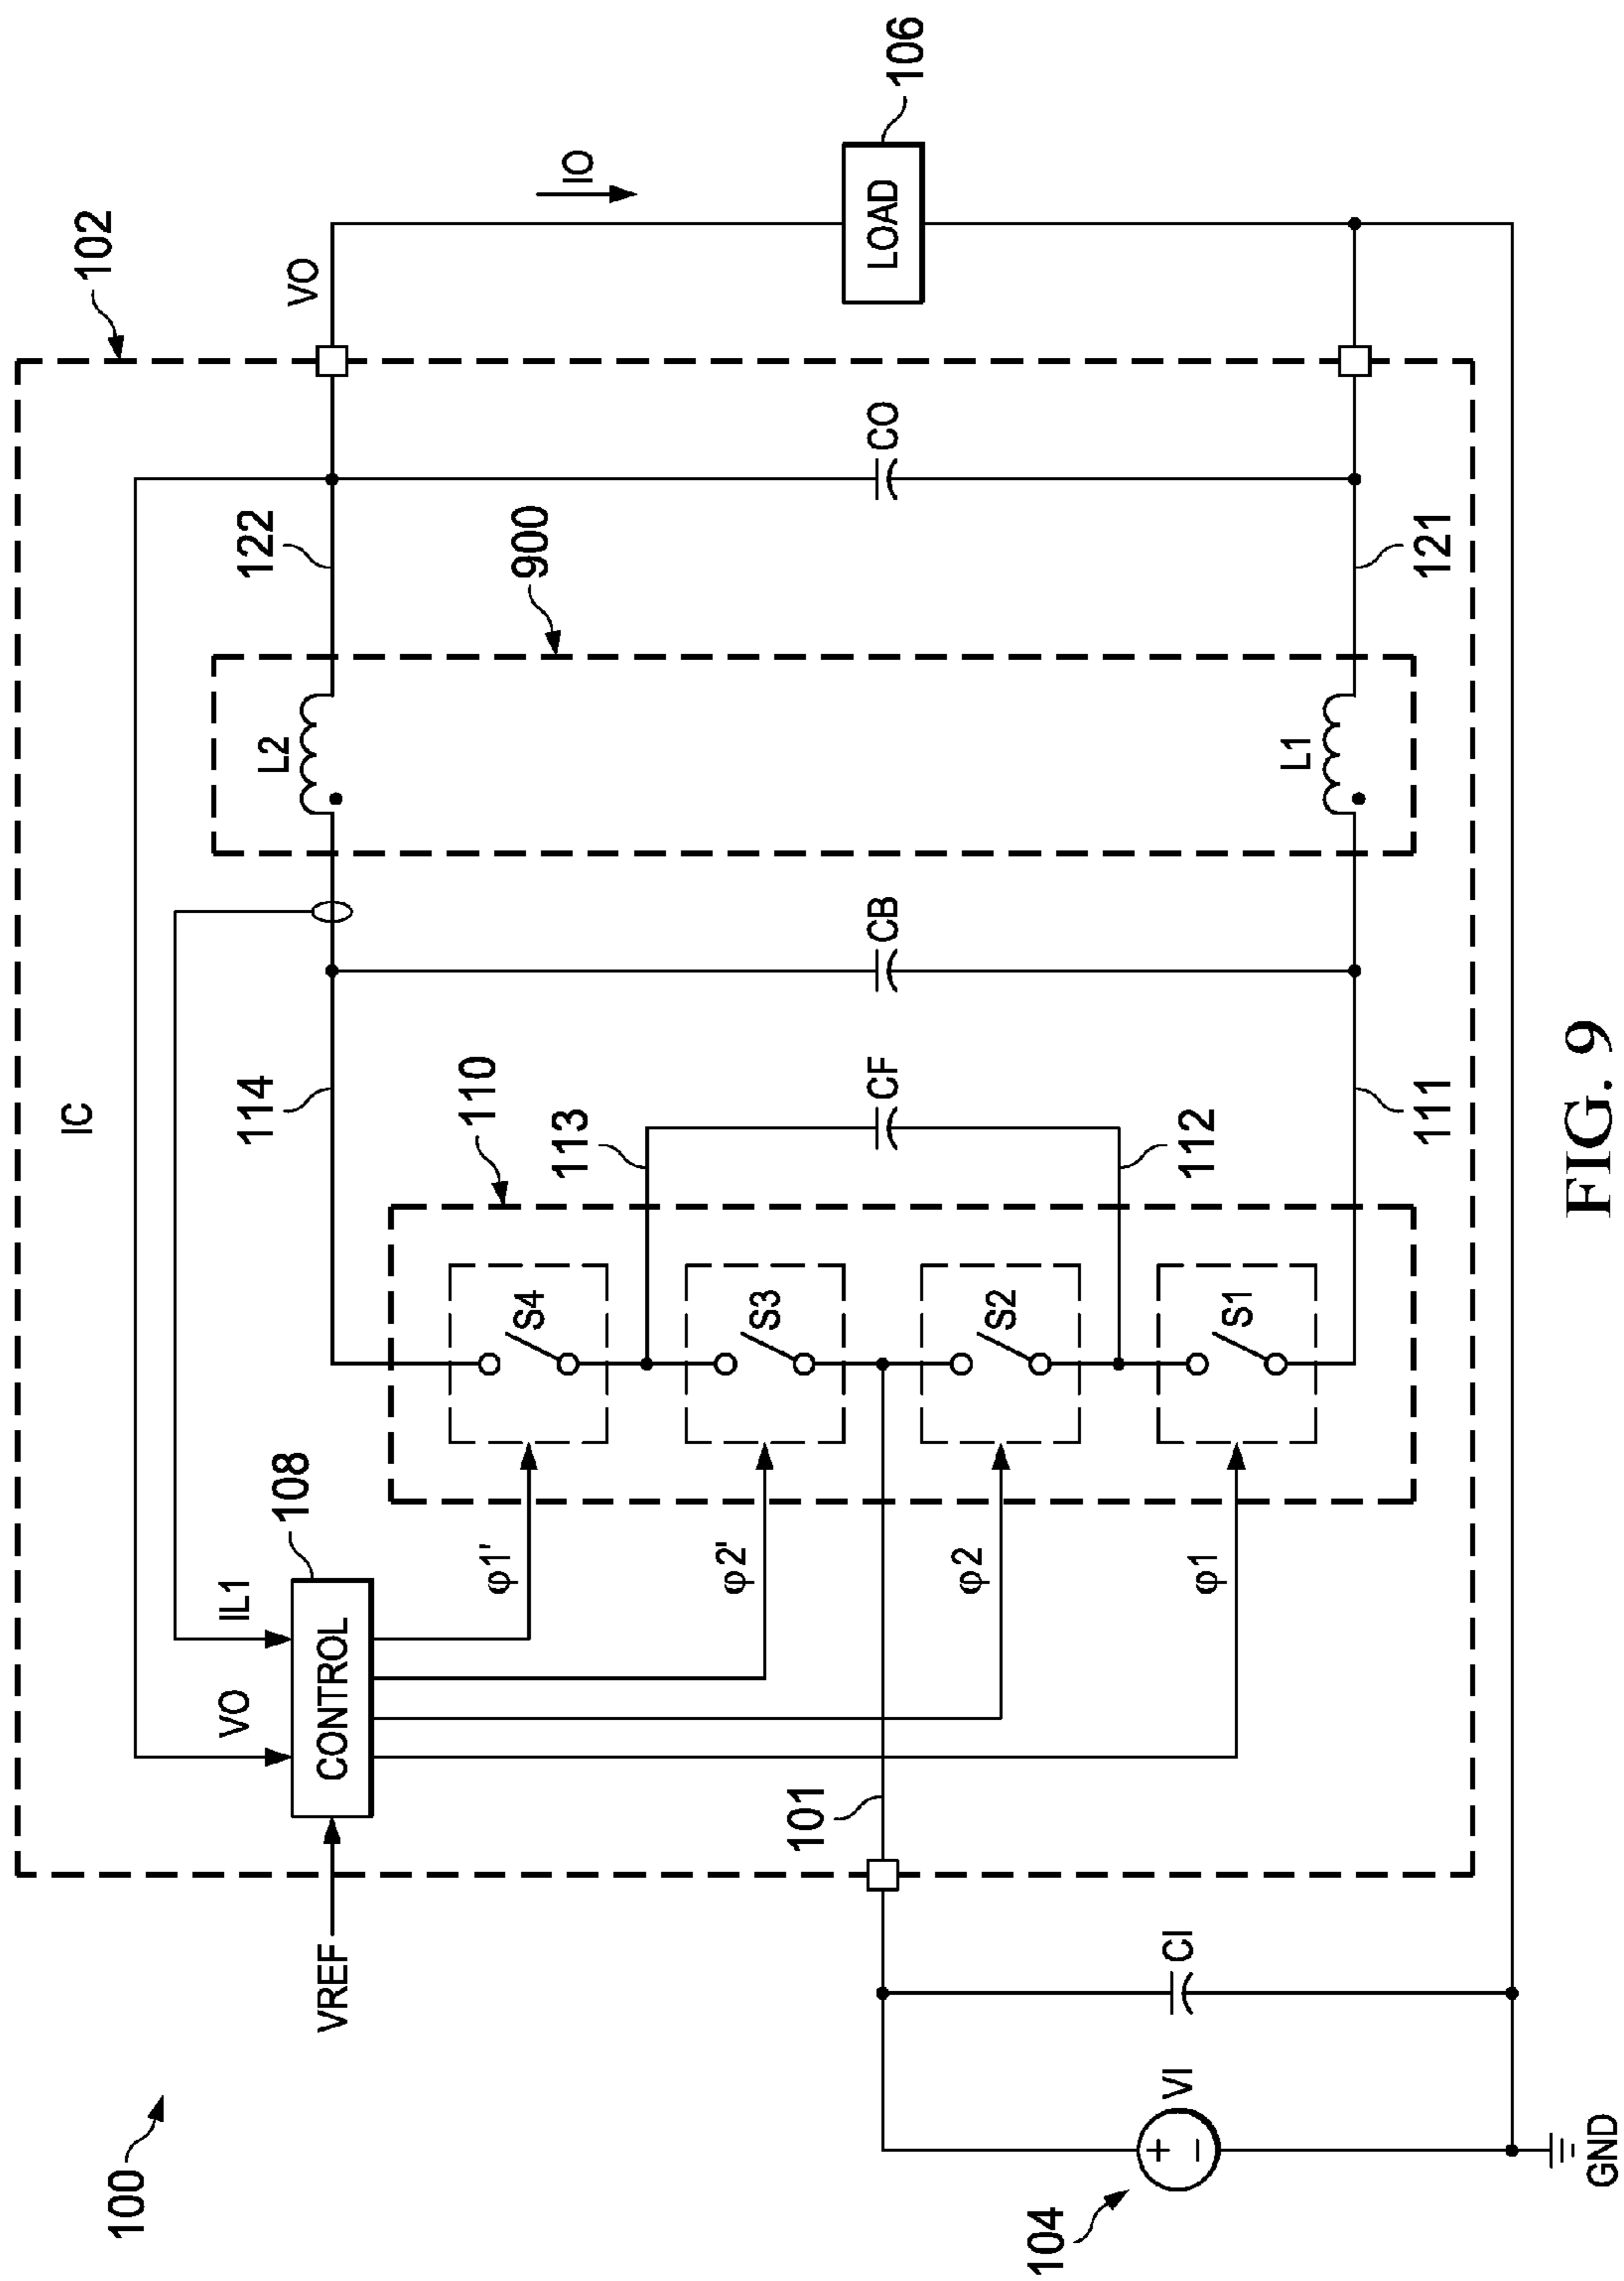 100
102
IC
VO
IL1
VREF
CONTROL
108
114
L2
122
VO
IO
φ1'
S4
110
113
900
φ2'
S3
101
CF
CB
CO
LOAD
106
φ2
S2
112
φ1
S1
111
L1
121
104
VI
+
−
CI
GND
FIG. 9